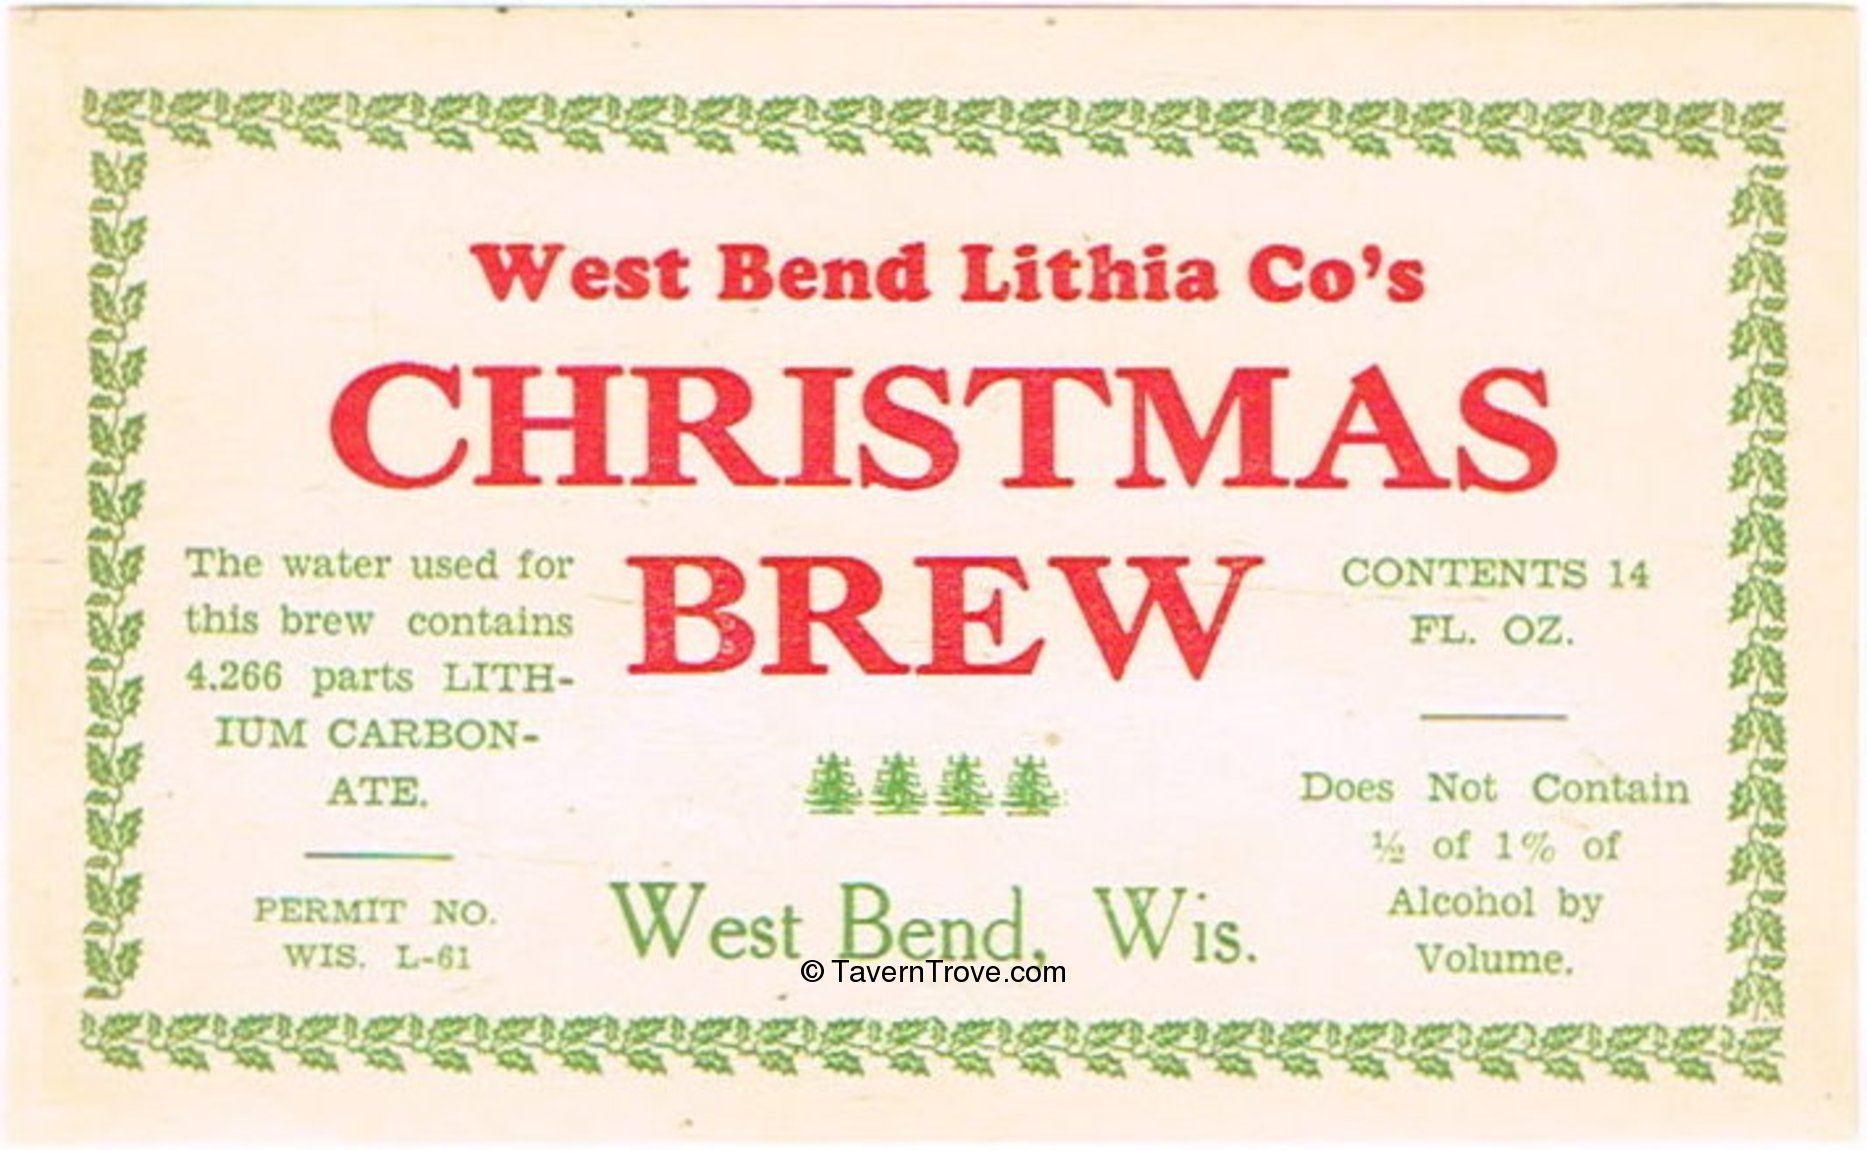 West Bend Lithia Co's
CHRISTMAS
BREW
The water used for
this brew contains
4.266 parts LITH-
IUM CARBON-
ATE.
PERMIT NO.
WIS. L-61
CONTENTS 14
FL. OZ.
Does Not Contain
½ of 1% of
Alcohol by
Volume.
West Bend, Wis.
© TavernTrove.com